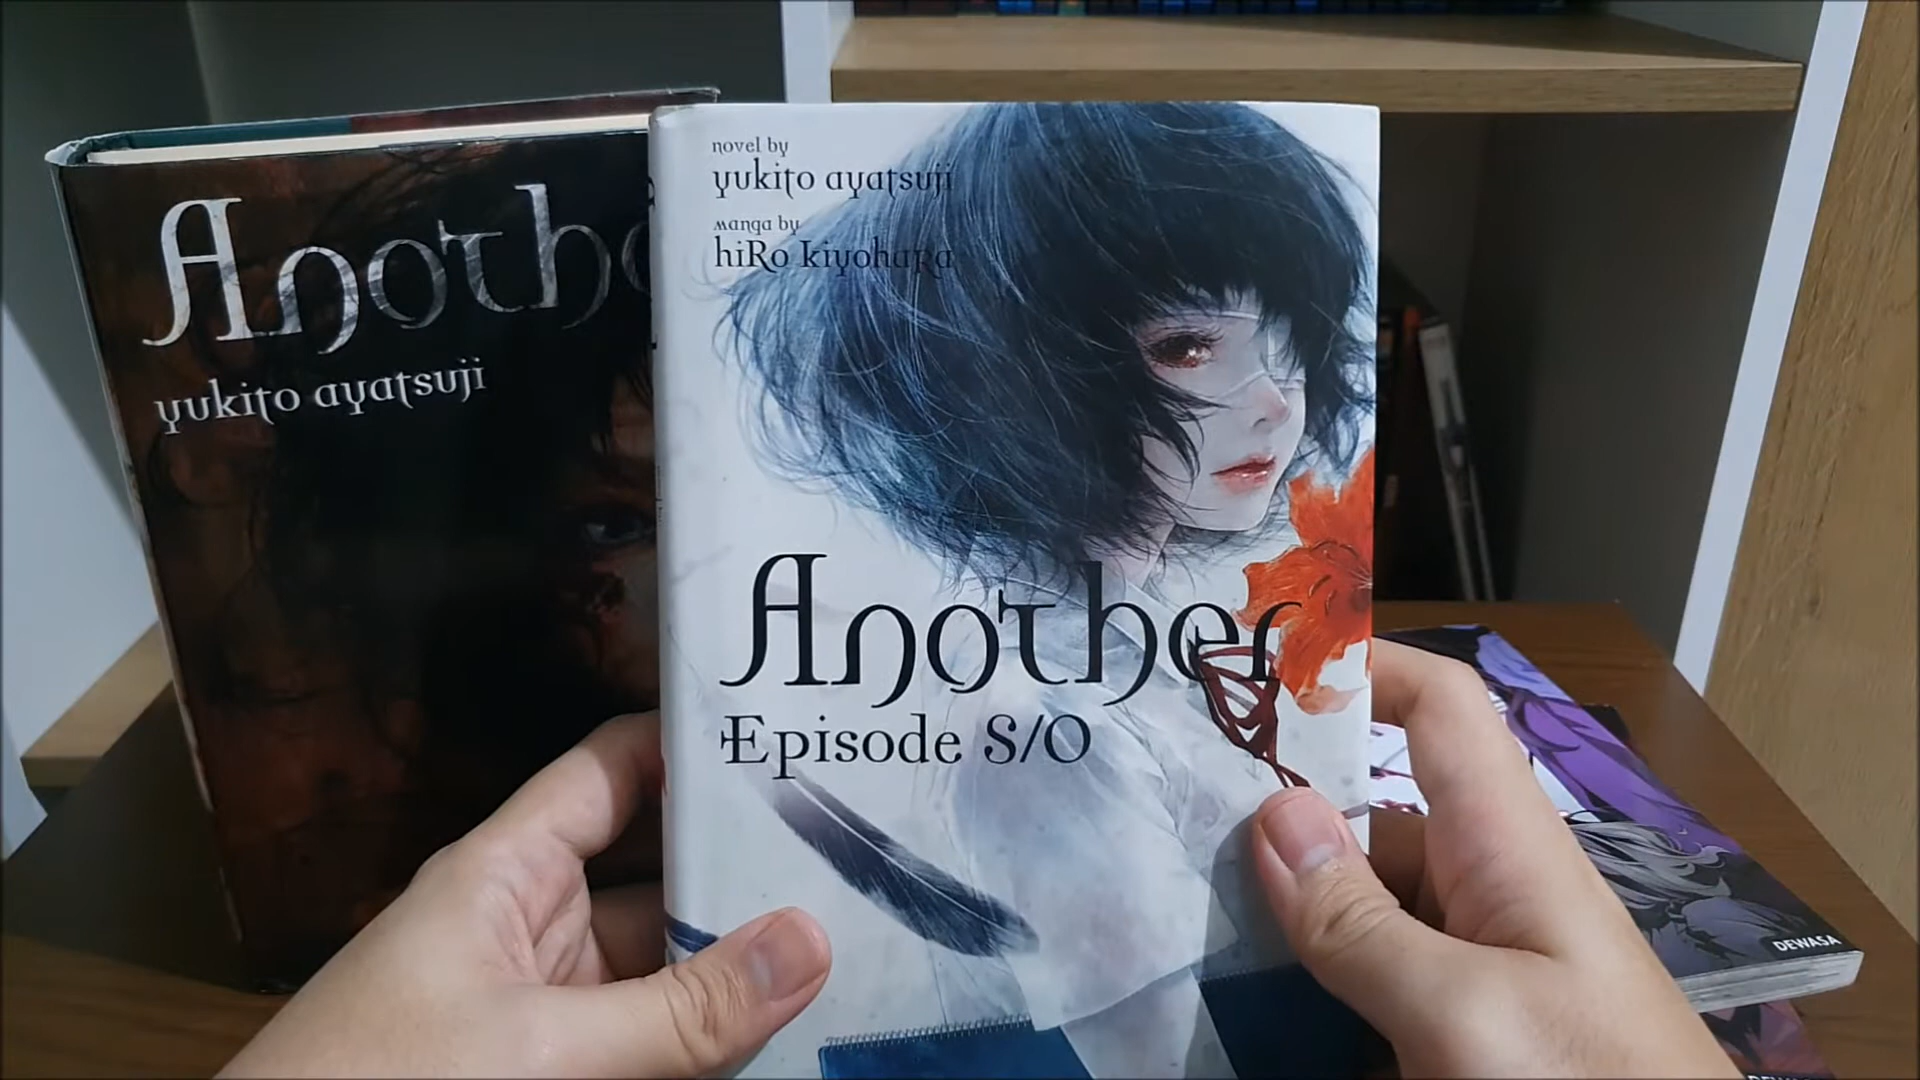 Anothe
yukito ayatsuji
novel by
yukito ayatsuji
manga by
hiRo kiyohara
Another
Episode S/O
DEWASA